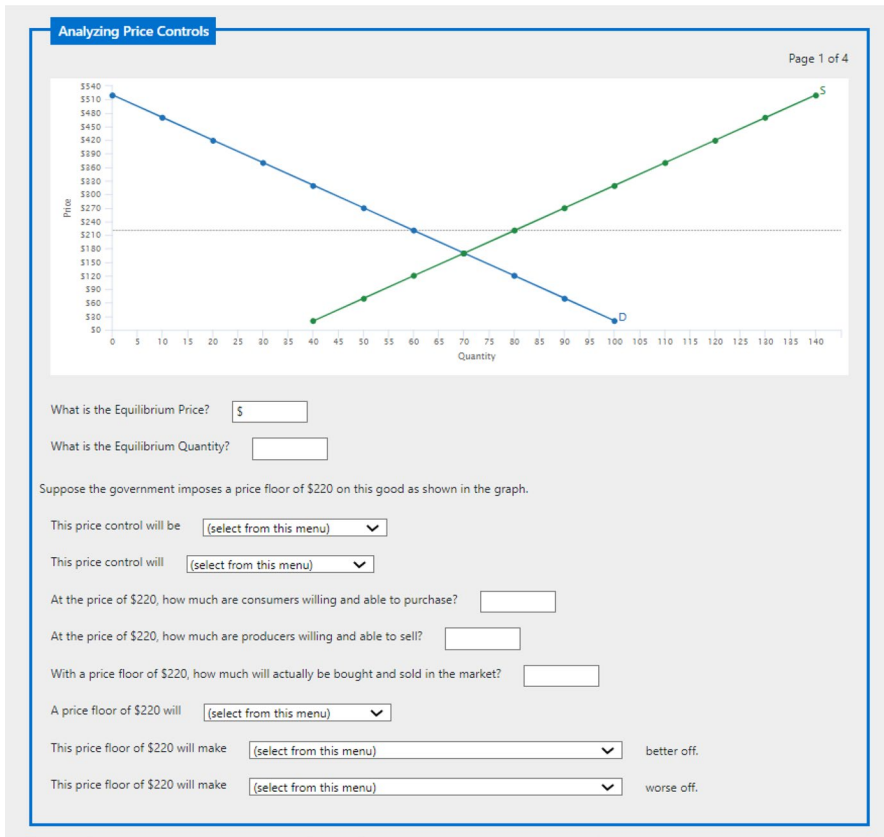 Analyzing Price Controls
Page 1 of 4
$540
$510
$480
$450
$420
$390
$360
$330
$300
$270
$240
$210
$180
$150
$120
$90
$60
$30
$0
Price
S
D
0 5 10 15 20 25 30 35 40 45 50 55 60 65 70 75 80 85 90 95 100 105 110 115 120 125 130 135 140
Quantity
What is the Equilibrium Price? $
What is the Equilibrium Quantity?
Suppose the government imposes a price floor of $220 on this good as shown in the graph.
This price control will be (select from this menu)
This price control will (select from this menu)
At the price of $220, how much are consumers willing and able to purchase?
At the price of $220, how much are producers willing and able to sell?
With a price floor of $220, how much will actually be bought and sold in the market?
A price floor of $220 will (select from this menu)
This price floor of $220 will make (select from this menu) better off.
This price floor of $220 will make (select from this menu) worse off.